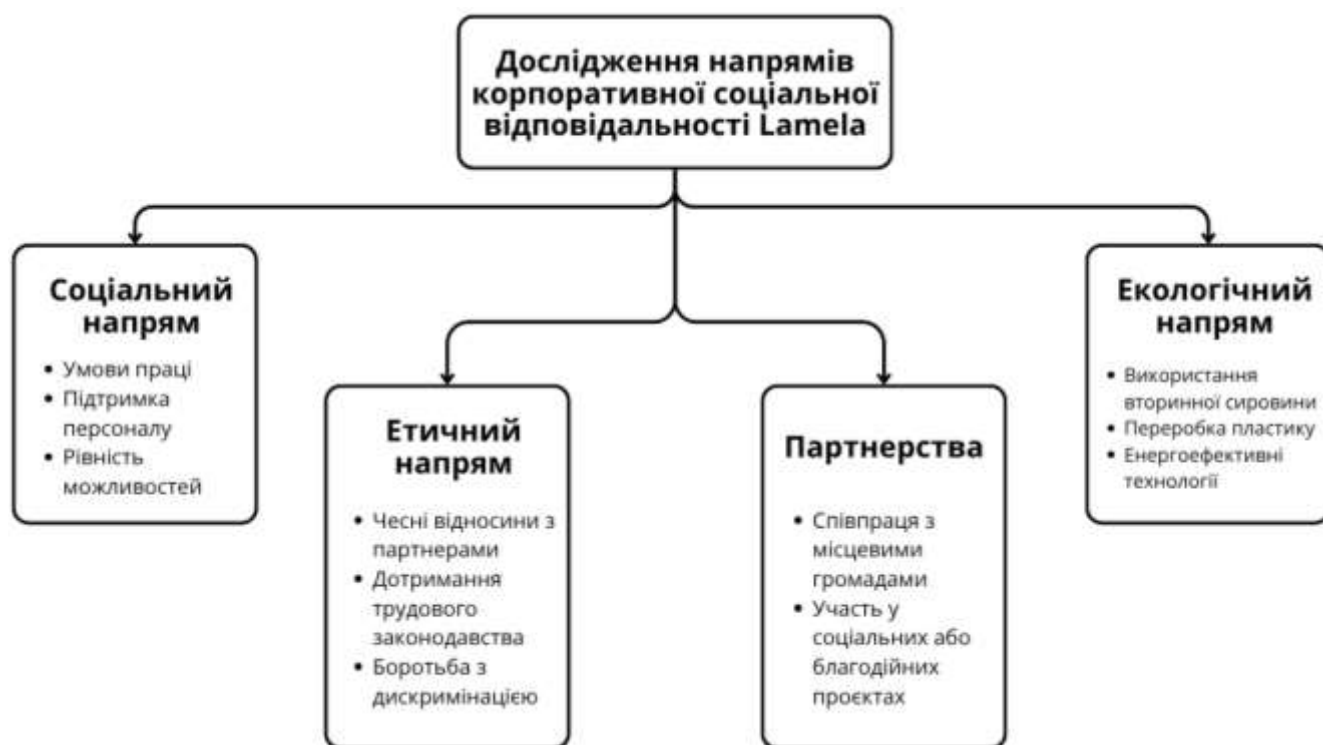 Дослідження напрямів
корпоративної соціальної
відповідальності Lamela
Соціальний
напрям
• Умови праці
• Підтримка
персоналу
• Рівність
можливостей
Етичний
напрям
• Чесні відносини з
партнерами
• Дотримання
трудового
законодавства
• Боротьба з
дискримінацією
Партнерства
• Співпраця з
місцевими
громадами
• Участь у
соціальних або
благодійних
проєктах
Екологічний
напрям
• Використання
вторинної сировини
• Переробка пластику
• Енергоефективні
технології